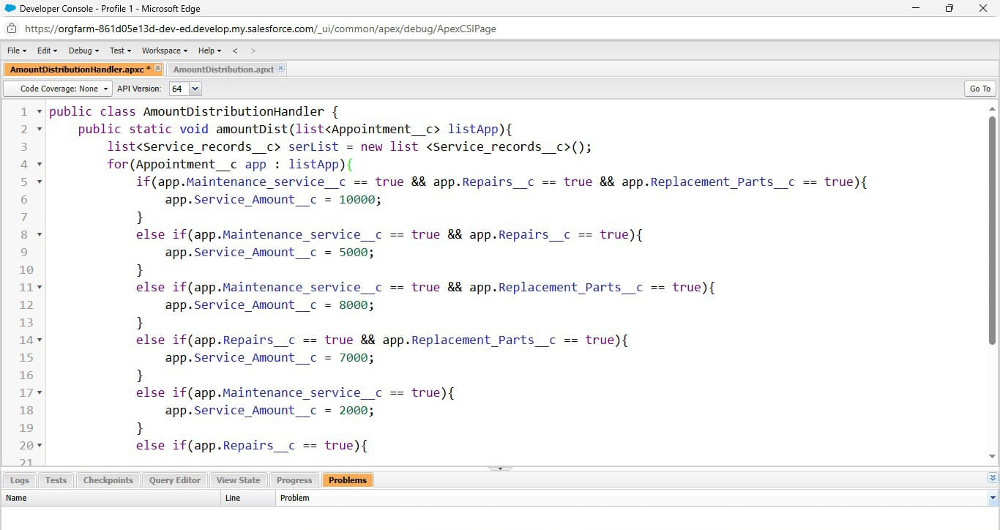 Developer Console - Profile 1 - Microsoft Edge
https://orgfarm-861d05e13d-dev-ed.develop.my.salesforce.com/_ui/common/apex/debug/ApexCSIPage
File Edit Debug Test Workspace Help < >
AmountDistributionHandler.apxc * AmountDistribution.apxt
Code Coverage: None API Version: 64 Go To
1 public class AmountDistributionHandler {
2 public static void amountDist(list<Appointment__c> listApp){
3 list<Service_records__c> serList = new list <Service_records__c>();
4 for(Appointment__c app : listApp){
5 if(app.Maintenance_service__c == true && app.Repairs__c == true && app.Replacement_Parts__c == true){
6 app.Service_Amount__c = 10000;
7 }
8 else if(app.Maintenance_service__c == true && app.Repairs__c == true){
9 app.Service_Amount__c = 5000;
10 }
11 else if(app.Maintenance_service__c == true && app.Replacement_Parts__c == true){
12 app.Service_Amount__c = 8000;
13 }
14 else if(app.Repairs__c == true && app.Replacement_Parts__c == true){
15 app.Service_Amount__c = 7000;
16 }
17 else if(app.Maintenance_service__c == true){
18 app.Service_Amount__c = 2000;
19 }
20 else if(app.Repairs__c == true){
21
Logs Tests Checkpoints Query Editor View State Progress Problems
Name Line Problem